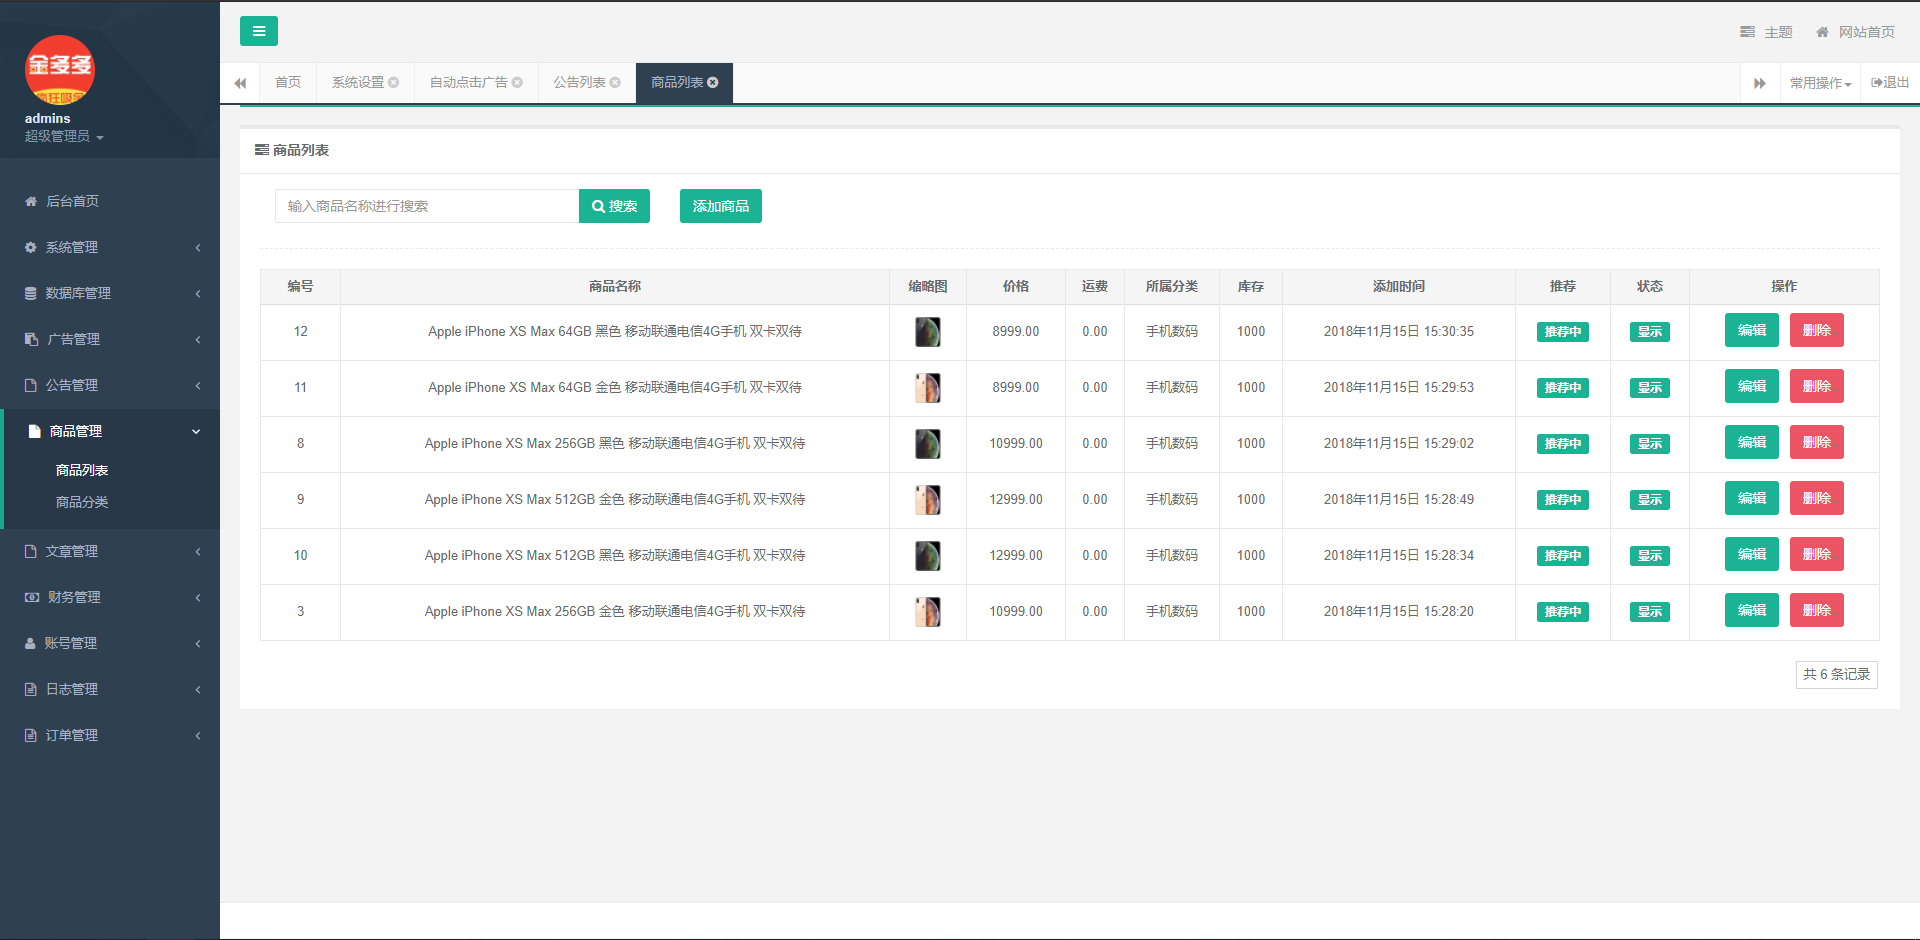 金多多
疯狂吸金
admins
超级管理员
后台首页
系统管理
数据库管理
广告管理
公告管理
商品管理
商品列表
商品分类
文章管理
财务管理
账号管理
日志管理
订单管理
主题 网站首页
首页 系统设置 自动点击广告 公告列表 商品列表 常用操作 退出
商品列表
输入商品名称进行搜索 搜索 添加商品
编号 商品名称 缩略图 价格 运费 所属分类 库存 添加时间 推荐 状态 操作
12 Apple iPhone XS Max 64GB 黑色 移动联通电信4G手机 双卡双待 8999.00 0.00 手机数码 1000 2018年11月15日 15:30:35 推荐中 显示 编辑 删除
11 Apple iPhone XS Max 64GB 金色 移动联通电信4G手机 双卡双待 8999.00 0.00 手机数码 1000 2018年11月15日 15:29:53 推荐中 显示 编辑 删除
8 Apple iPhone XS Max 256GB 黑色 移动联通电信4G手机 双卡双待 10999.00 0.00 手机数码 1000 2018年11月15日 15:29:02 推荐中 显示 编辑 删除
9 Apple iPhone XS Max 512GB 金色 移动联通电信4G手机 双卡双待 12999.00 0.00 手机数码 1000 2018年11月15日 15:28:49 推荐中 显示 编辑 删除
10 Apple iPhone XS Max 512GB 黑色 移动联通电信4G手机 双卡双待 12999.00 0.00 手机数码 1000 2018年11月15日 15:28:34 推荐中 显示 编辑 删除
3 Apple iPhone XS Max 256GB 金色 移动联通电信4G手机 双卡双待 10999.00 0.00 手机数码 1000 2018年11月15日 15:28:20 推荐中 显示 编辑 删除
共 6 条记录